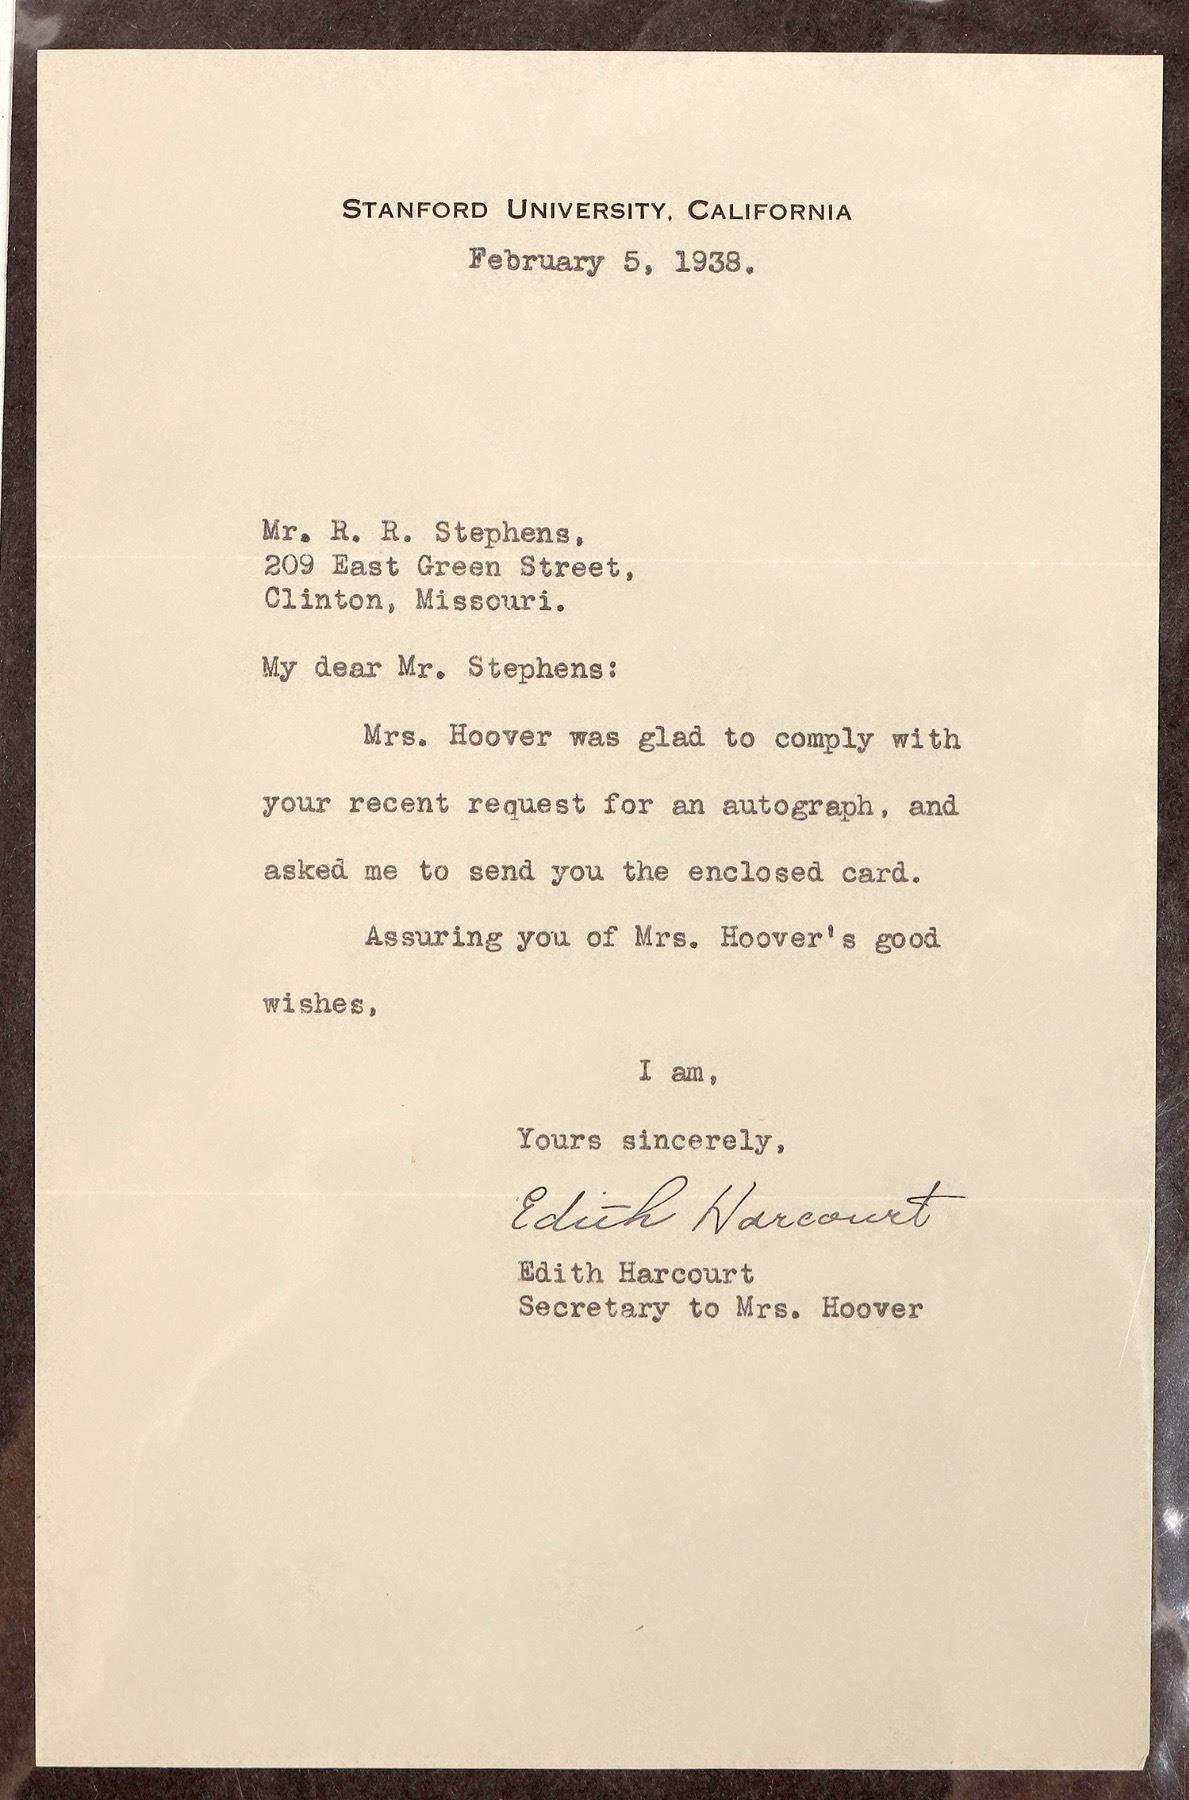 STANFORD UNIVERSITY, CALIFORNIA
February 5, 1938.
Mr. R. R. Stephens,
209 East Green Street,
Clinton, Missouri.
My dear Mr. Stephens:
Mrs. Hoover was glad to comply with
your recent request for an autograph, and
asked me to send you the enclosed card.
Assuring you of Mrs. Hoover's good
wishes,
I am,
Yours sincerely,
Edith Harcourt
Edith Harcourt
Secretary to Mrs. Hoover